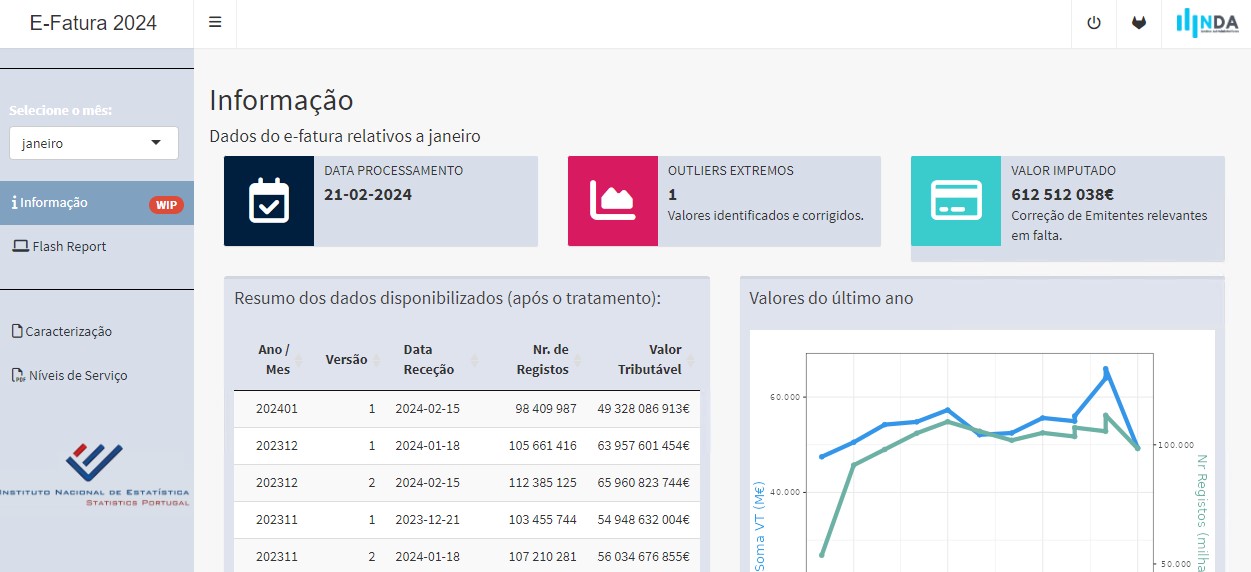 E-Fatura 2024
NDA
Selecione o mês:
janeiro
Informação
WIP
Flash Report
Caracterização
Níveis de Serviço
INSTITUTO NACIONAL DE ESTATÍSTICA
STATISTICS PORTUGAL
Informação
Dados do e-fatura relativos a janeiro
DATA PROCESSAMENTO
21-02-2024
OUTLIERS EXTREMOS
1
Valores identificados e corrigidos.
VALOR IMPUTADO
612 512 038€
Correção de Emitentes relevantes
em falta.
Resumo dos dados disponibilizados (após o tratamento):
Ano / Mes Versão Data Receção Nr. de Registos Valor Tributável
202401 1 2024-02-15 98 409 987 49 328 086 913€
202312 1 2024-01-18 105 661 416 63 957 601 454€
202312 2 2024-02-15 112 385 125 65 960 823 744€
202311 1 2023-12-21 103 455 744 54 948 632 004€
202311 2 2024-01-18 107 210 281 56 034 676 855€
Valores do último ano
60.000
40.000
Soma VT (M€)
100.000
50.000
Nr Registos (milha